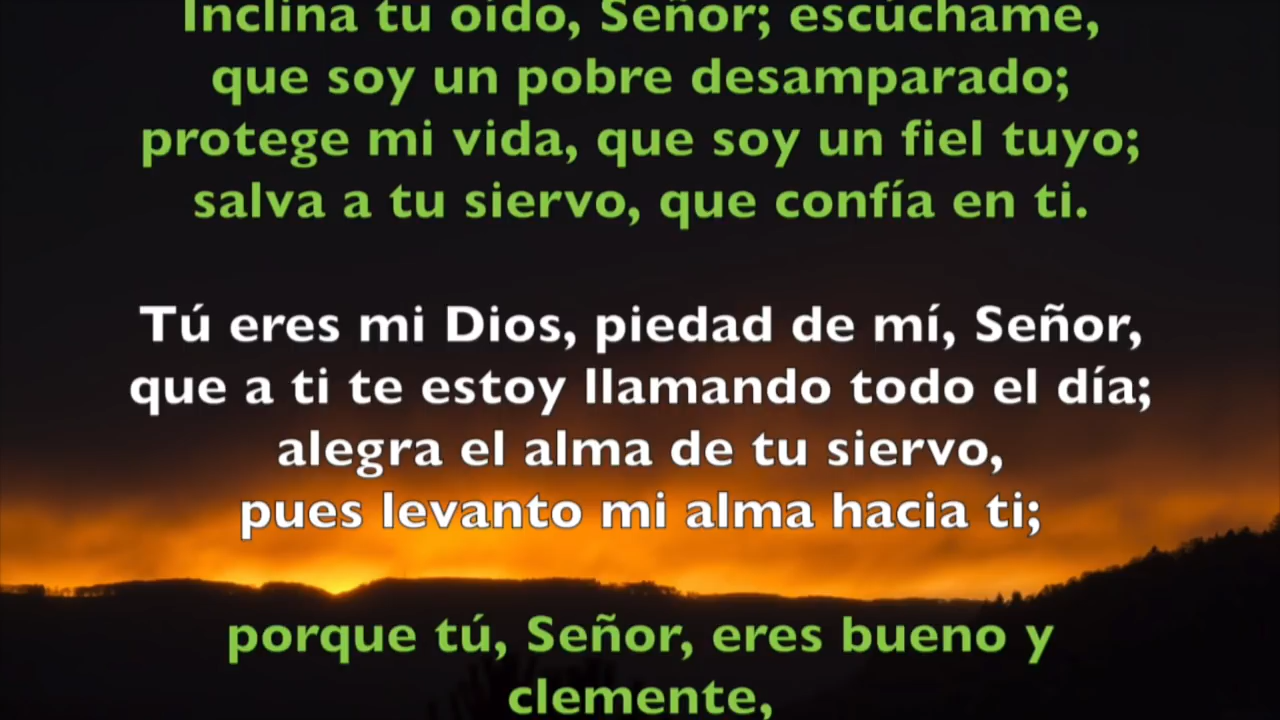 Inclina tu oído, Señor; escúchame,
que soy un pobre desamparado;
protege mi vida, que soy un fiel tuyo;
salva a tu siervo, que confía en ti.
Tú eres mi Dios, piedad de mí, Señor,
que a ti te estoy llamando todo el día;
alegra el alma de tu siervo,
pues levanto mi alma hacia ti;
porque tú, Señor, eres bueno y
clemente,